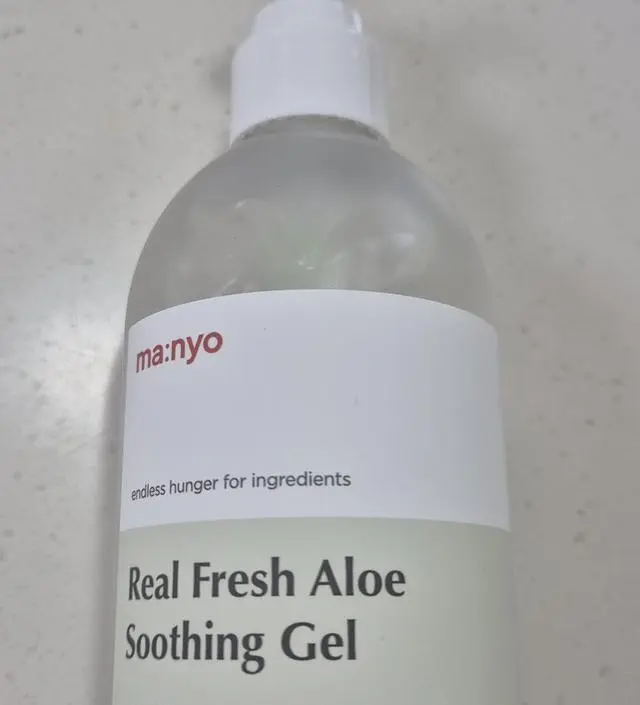 ma:nyo
endless hunger for ingredients
Real Fresh Aloe
Soothing Gel